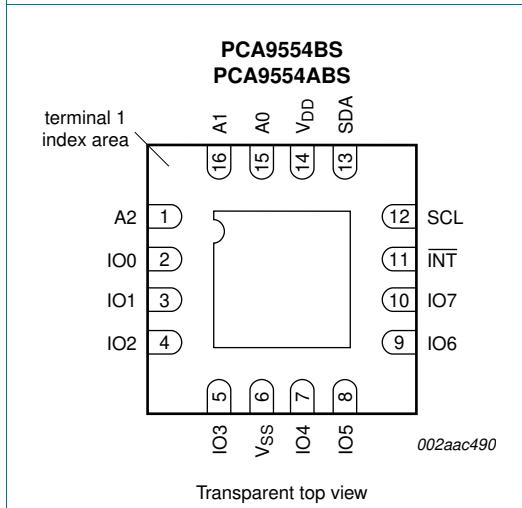 PCA9554BS
PCA9554ABS
terminal 1
index area
A1 A0 VDD SDA
16 15 14 13
A2 1 12 SCL
IO0 2 11 INT
IO1 3 10 IO7
IO2 4 9 IO6
5 6 7 8
IO3 VSS IO4 IO5
002aac490
Transparent top view